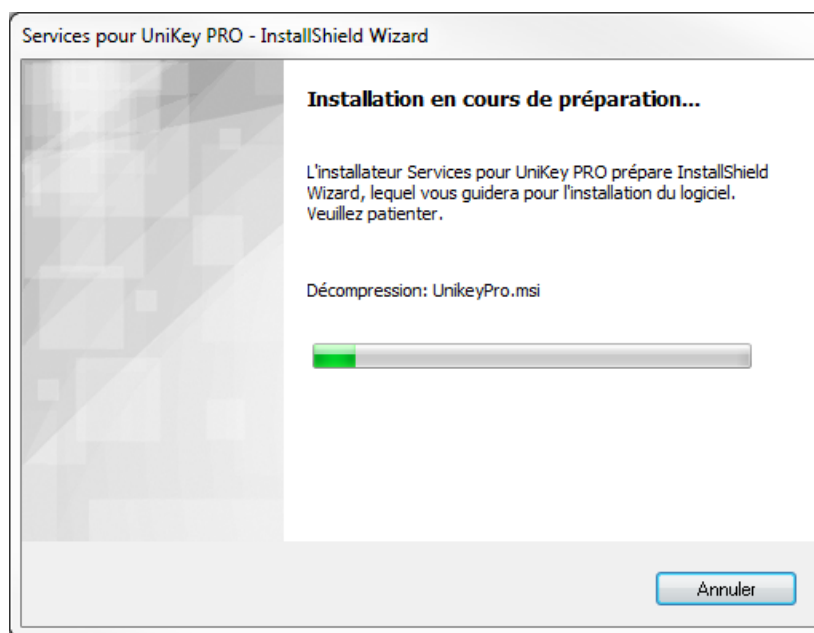 Services pour UniKey PRO - InstallShield Wizard
Installation en cours de préparation...
L'installateur Services pour UniKey PRO prépare InstallShield
Wizard, lequel vous guidera pour l'installation du logiciel.
Veuillez patienter.
Décompression: UnikeyPro.msi
Annuler